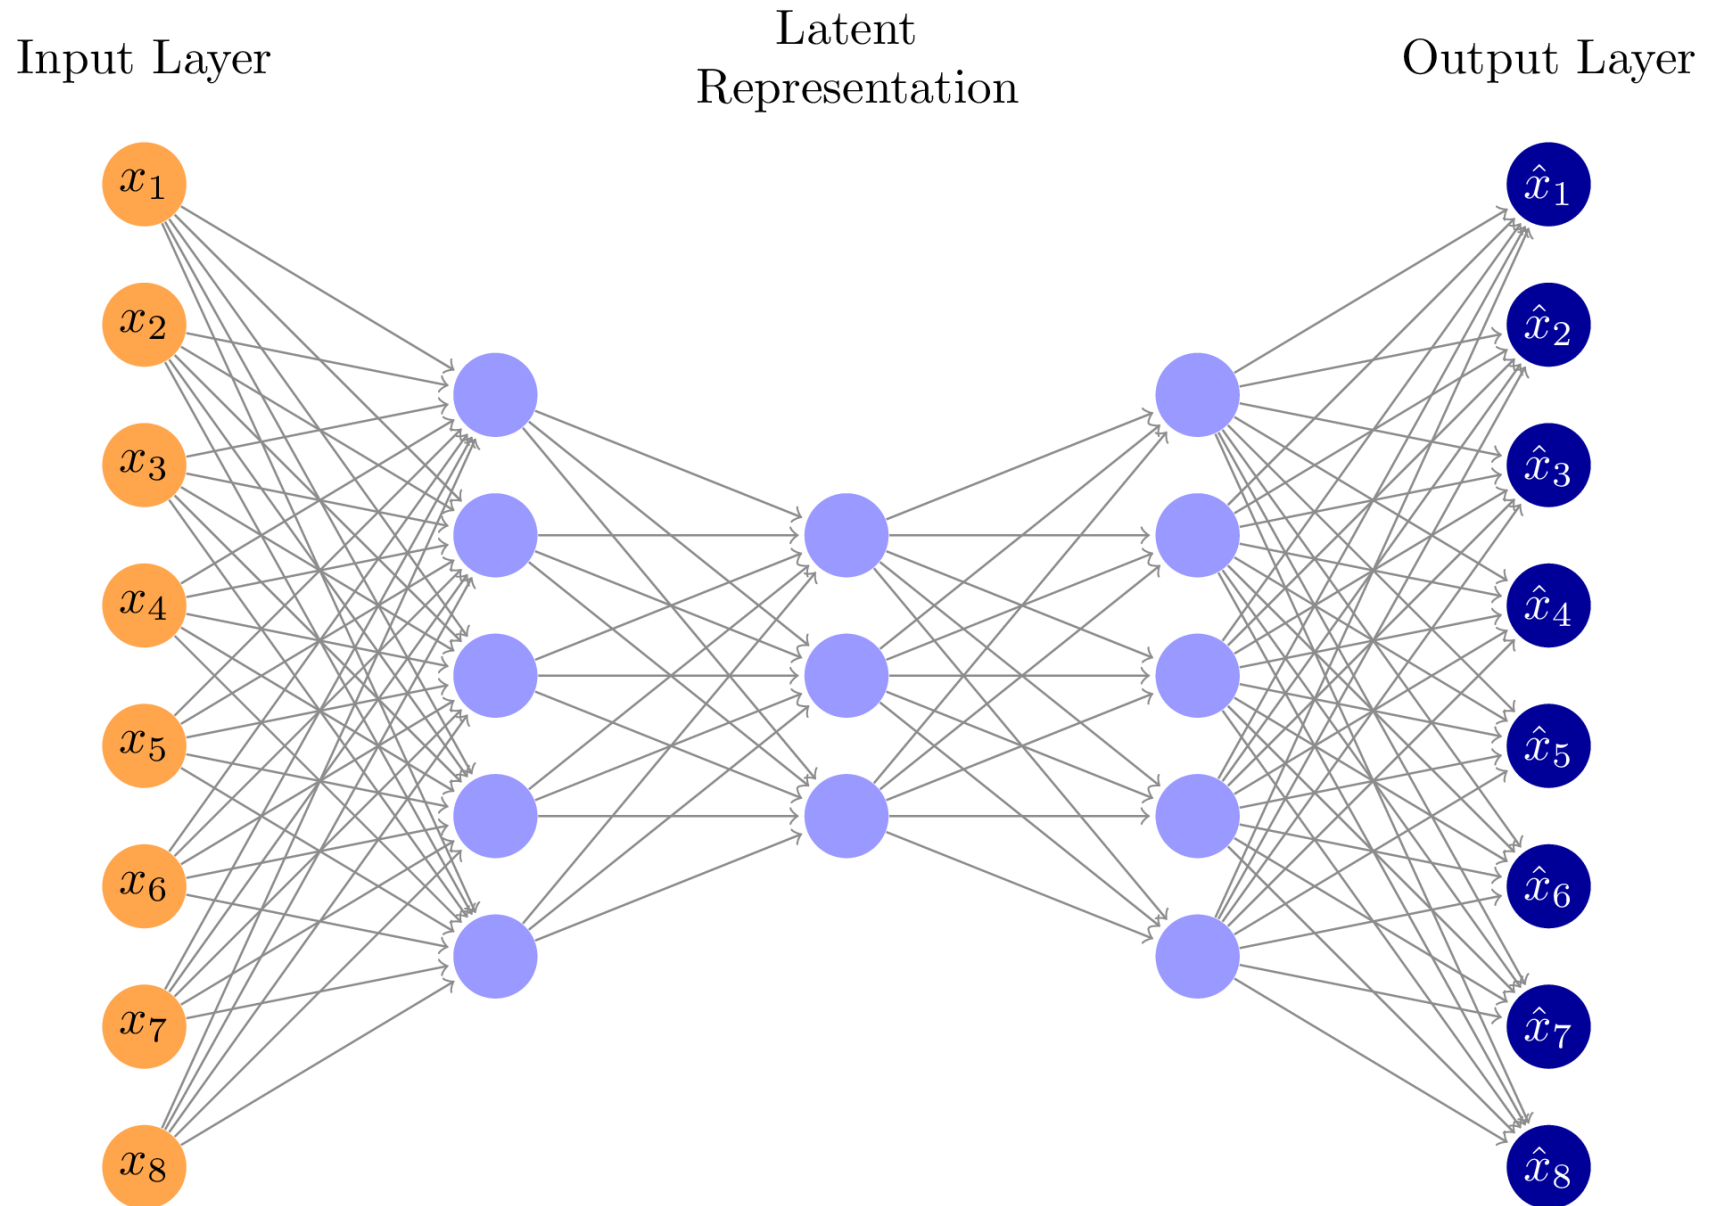 Input Layer
Latent
Representation
Output Layer
x₁
x₂
x₃
x₄
x₅
x₆
x₇
x₈
x̂₁
x̂₂
x̂₃
x̂₄
x̂₅
x̂₆
x̂₇
x̂₈